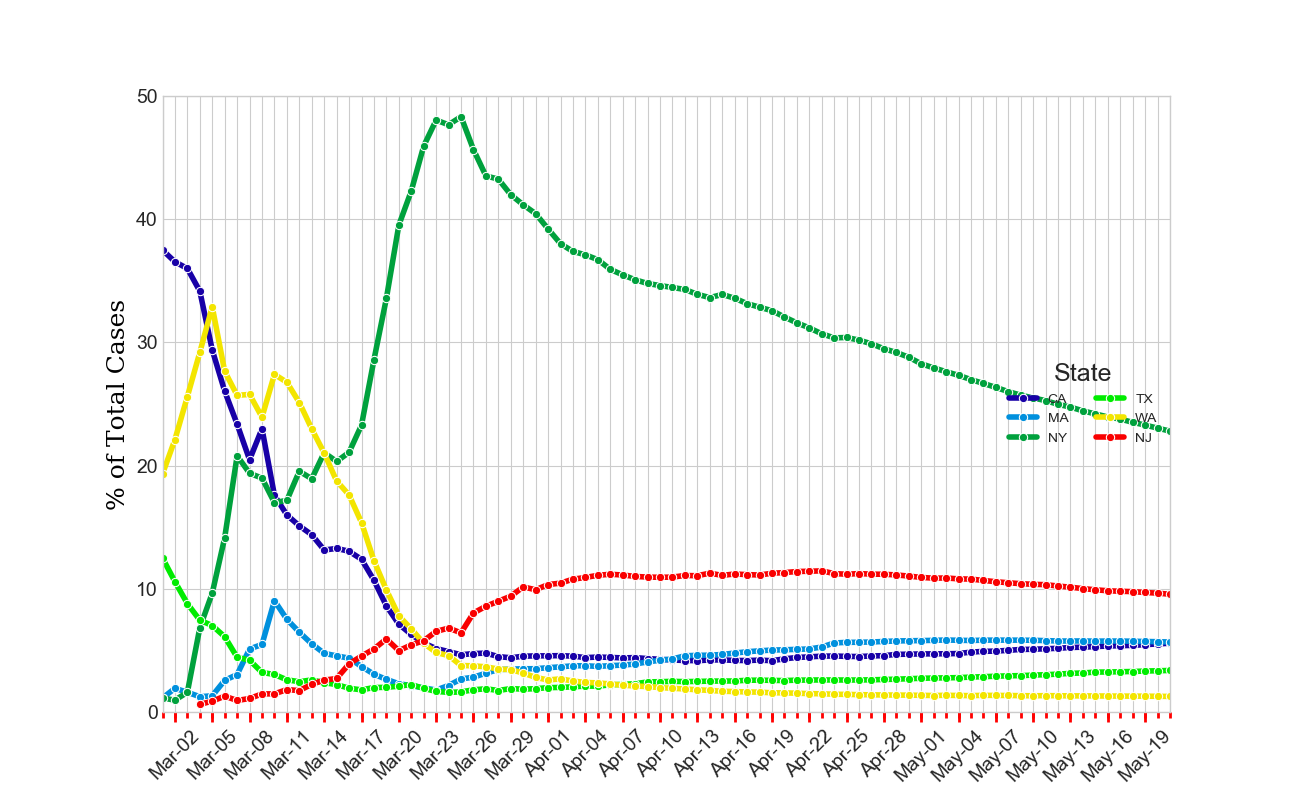 50
40
30
20
10
0
% of Total Cases
State
CA TX
MA WA
NY NJ
Mar-02 Mar-05 Mar-08 Mar-11 Mar-14 Mar-17 Mar-20 Mar-23 Mar-26 Mar-29 Apr-01 Apr-04 Apr-07 Apr-10 Apr-13 Apr-16 Apr-19 Apr-22 Apr-25 Apr-28 May-01 May-04 May-07 May-10 May-13 May-16 May-19